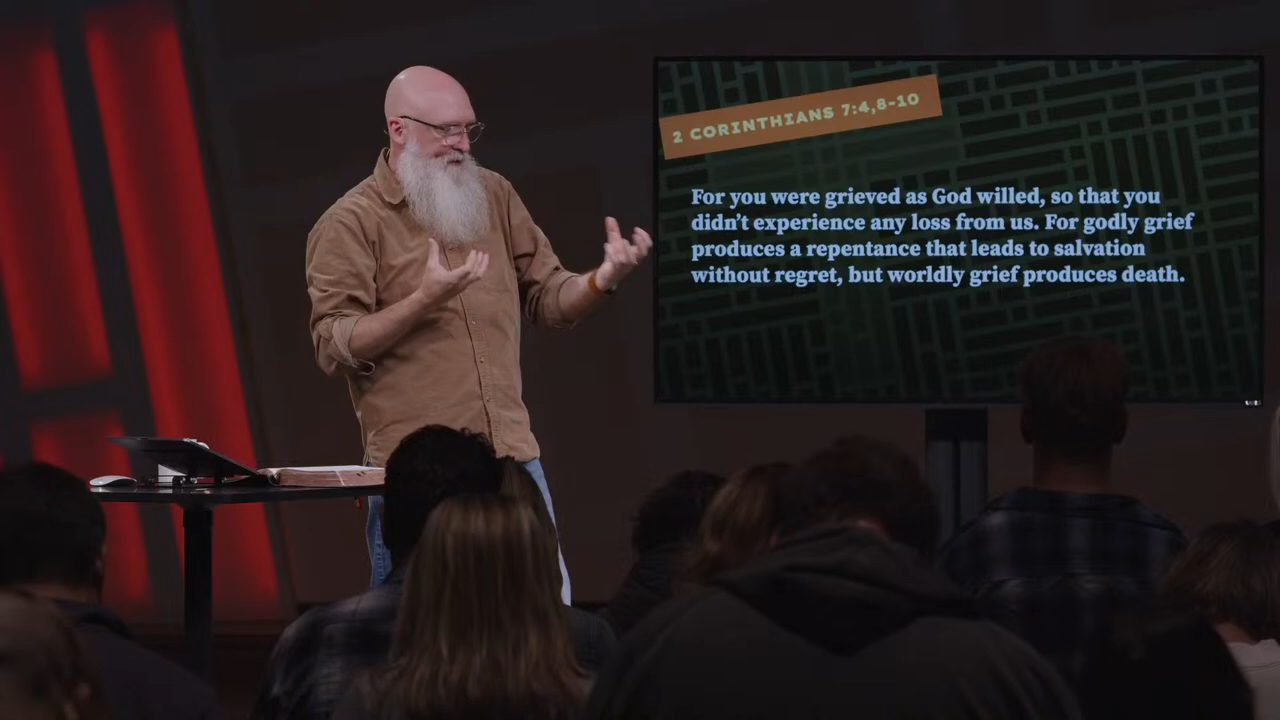 2 CORINTHIANS 7:4,8-10
For you were grieved as God willed, so that you
didn't experience any loss from us. For godly grief
produces a repentance that leads to salvation
without regret, but worldly grief produces death.